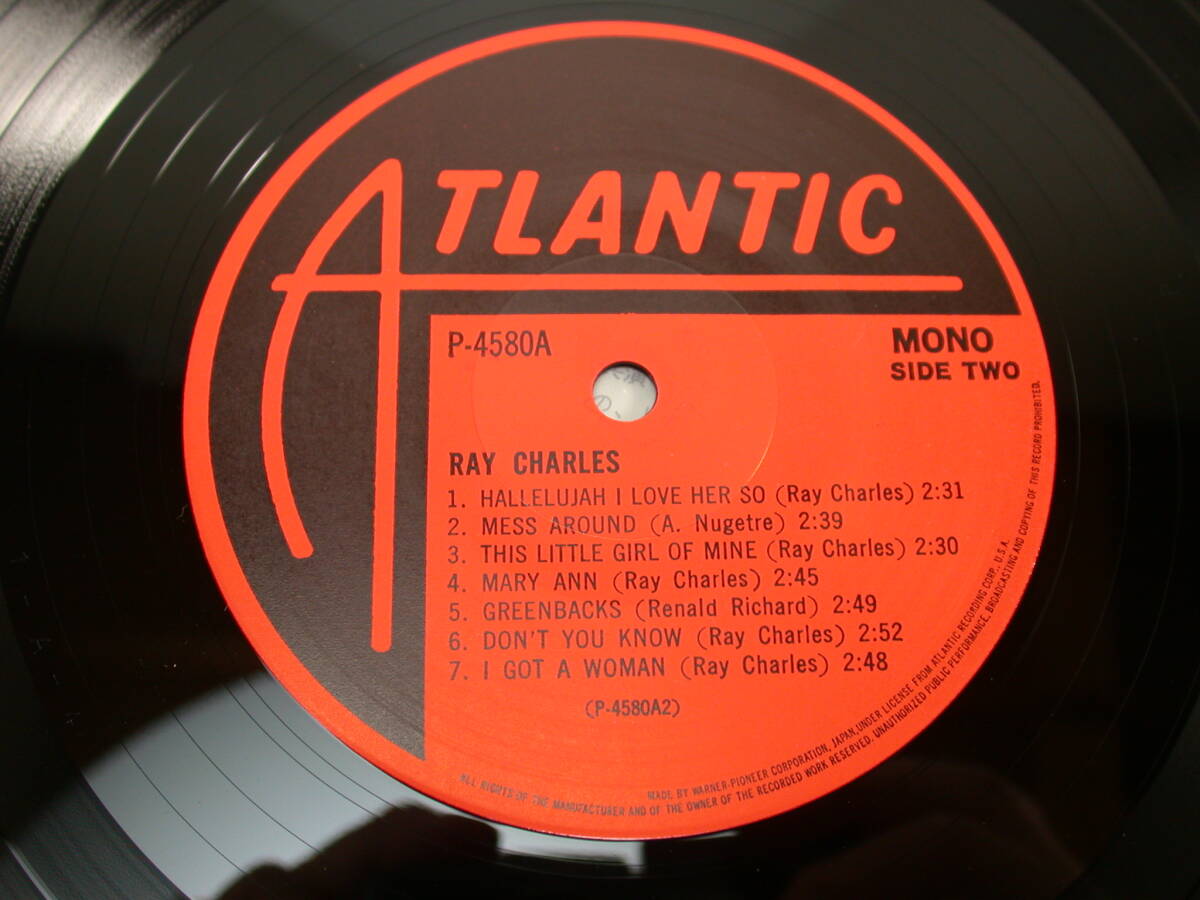 ATLANTIC
P-4580A
MONO
SIDE TWO
RAY CHARLES
1. HALLELUJAH I LOVE HER SO (Ray Charles) 2:31
2. MESS AROUND (A. Nugetre) 2:39
3. THIS LITTLE GIRL OF MINE (Ray Charles) 2:30
4. MARY ANN (Ray Charles) 2:45
5. GREENBACKS (Renald Richard) 2:49
6. DON'T YOU KNOW (Ray Charles) 2:52
7. I GOT A WOMAN (Ray Charles) 2:48
(P-4580A2)
MADE BY WARNER-PIONEER CORPORATION, JAPAN,UNDER LICENSE FROM ATLANTIC RECORDING CORP., U.S.A.
ALL RIGHTS OF THE MANUFACTURER AND OF THE OWNER OF THE RECORDED WORK RESERVED. UNAUTHORIZED PUBLIC PERFORMANCE, BROADCASTING AND COPYING OF THIS RECORD PROHIBITED.